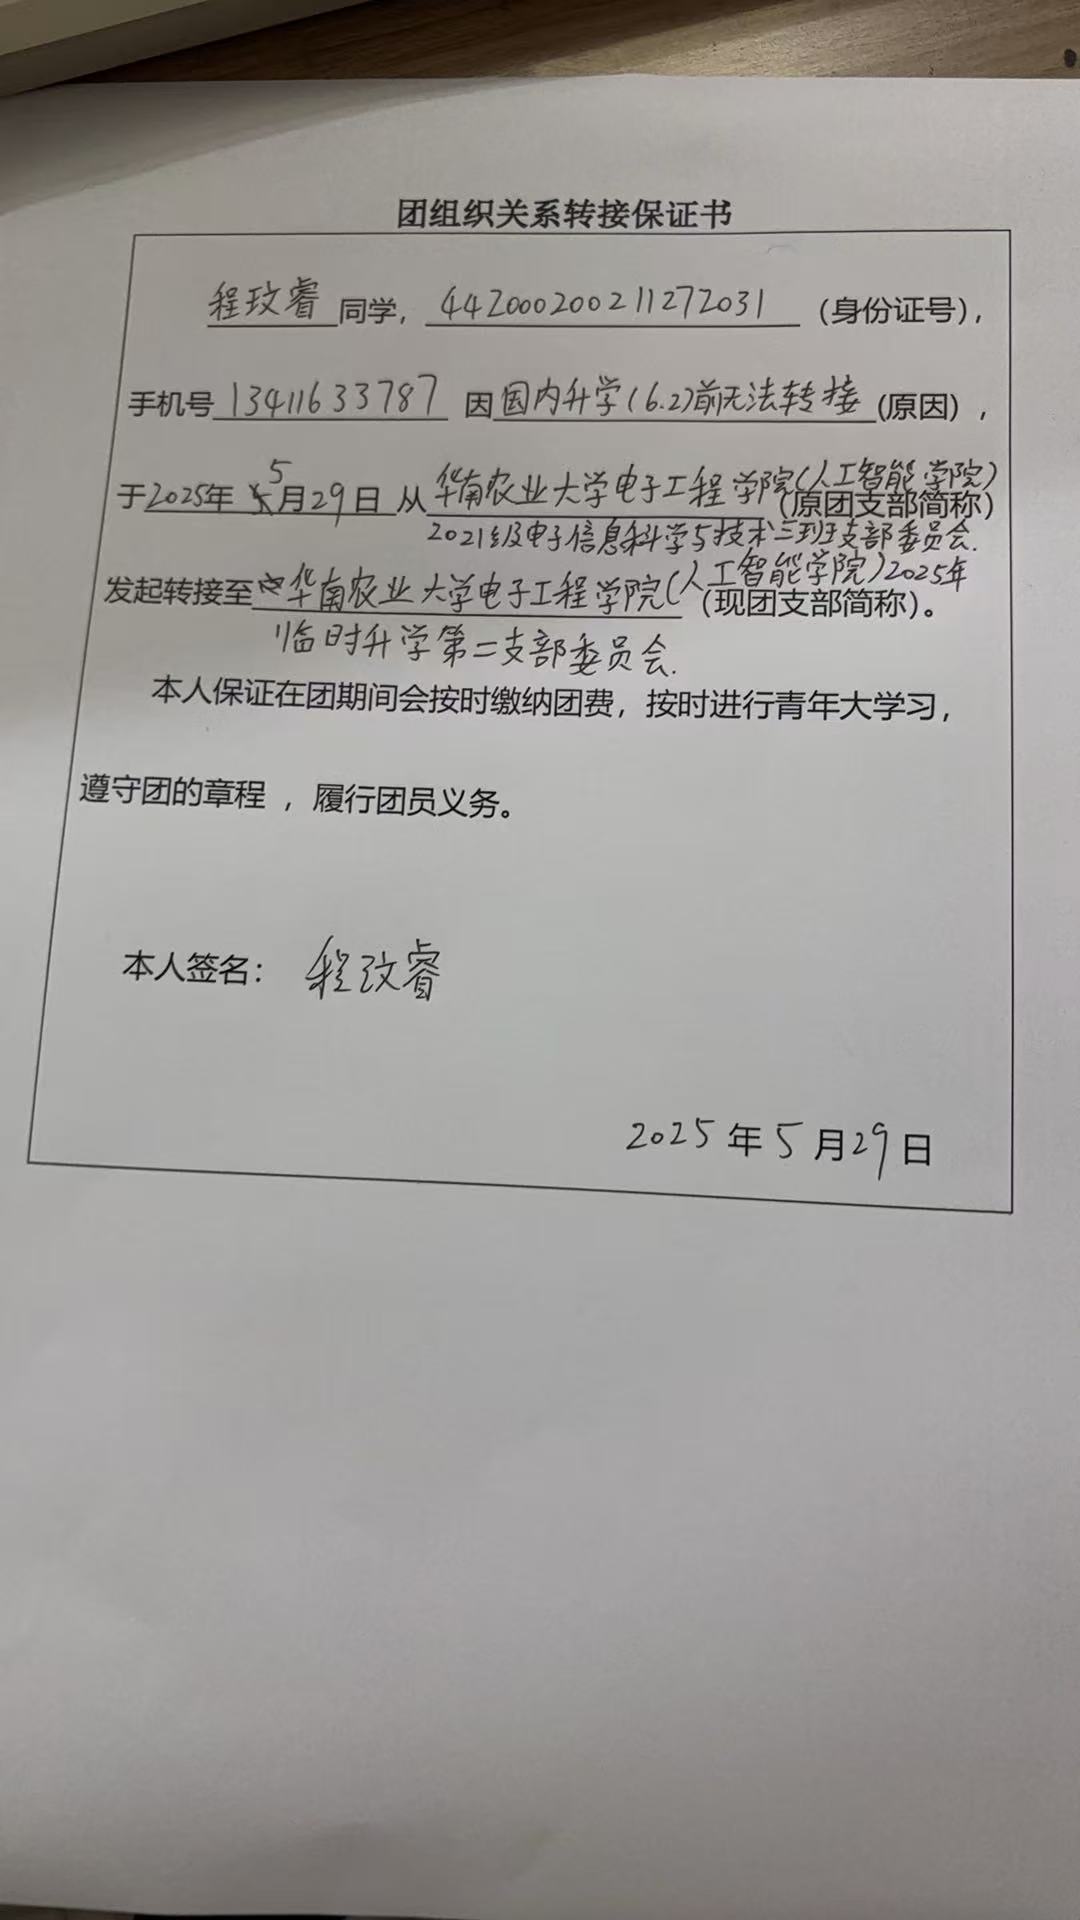 团组织关系转接保证书
程玟睿同学，442000200211272031（身份证号），
手机号13411633787因国内升学(6.2)前无法转接(原因)，
于2025年5月29日从华南农业大学电子工程学院(人工智能学院)(原团支部简称)
2021级电子信息科学与技术三班支部委员会.
发起转接至华南农业大学电子工程学院(人工智能学院)2025年(现团支部简称)。
临时升学第二支部委员会.
本人保证在团期间会按时缴纳团费，按时进行青年大学习，
遵守团的章程，履行团员义务。
本人签名：程玟睿
2025年5月29日